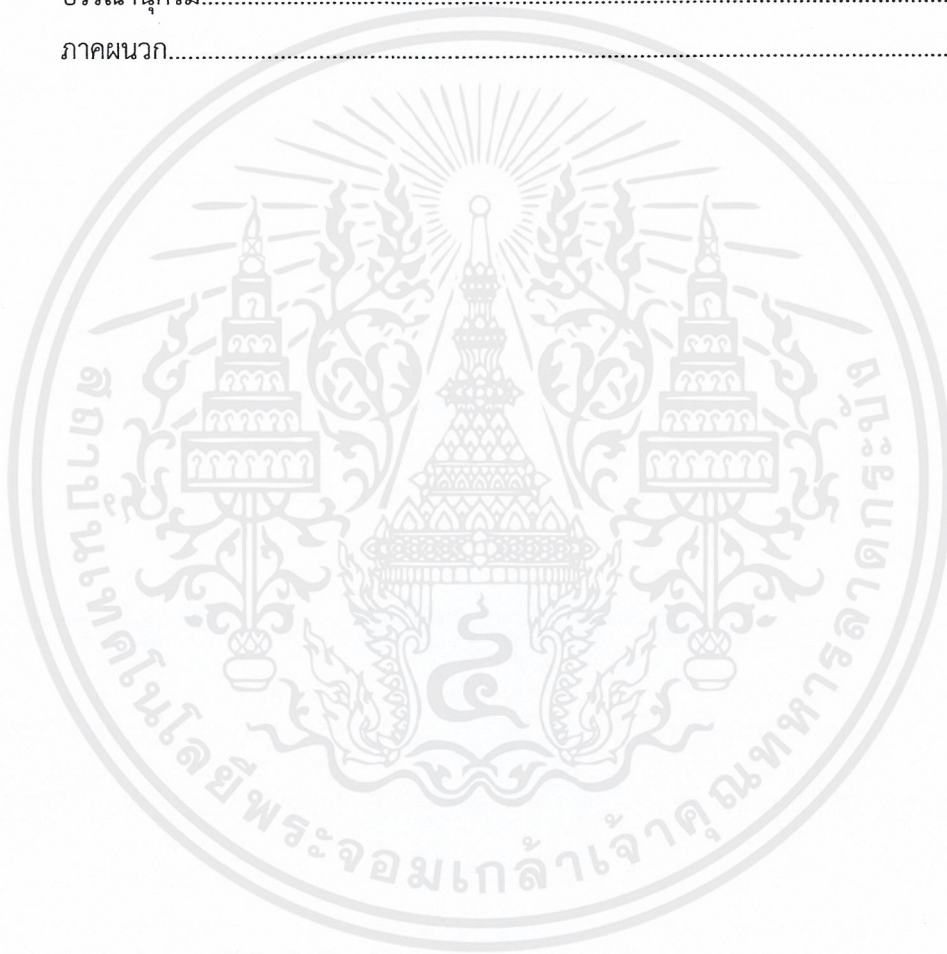 บรรณานุกรม
ภาคผนวก
สถาบันเทคโนโลยีพระจอมเกล้าเจ้าคุณทหารลาดกระบัง
๔